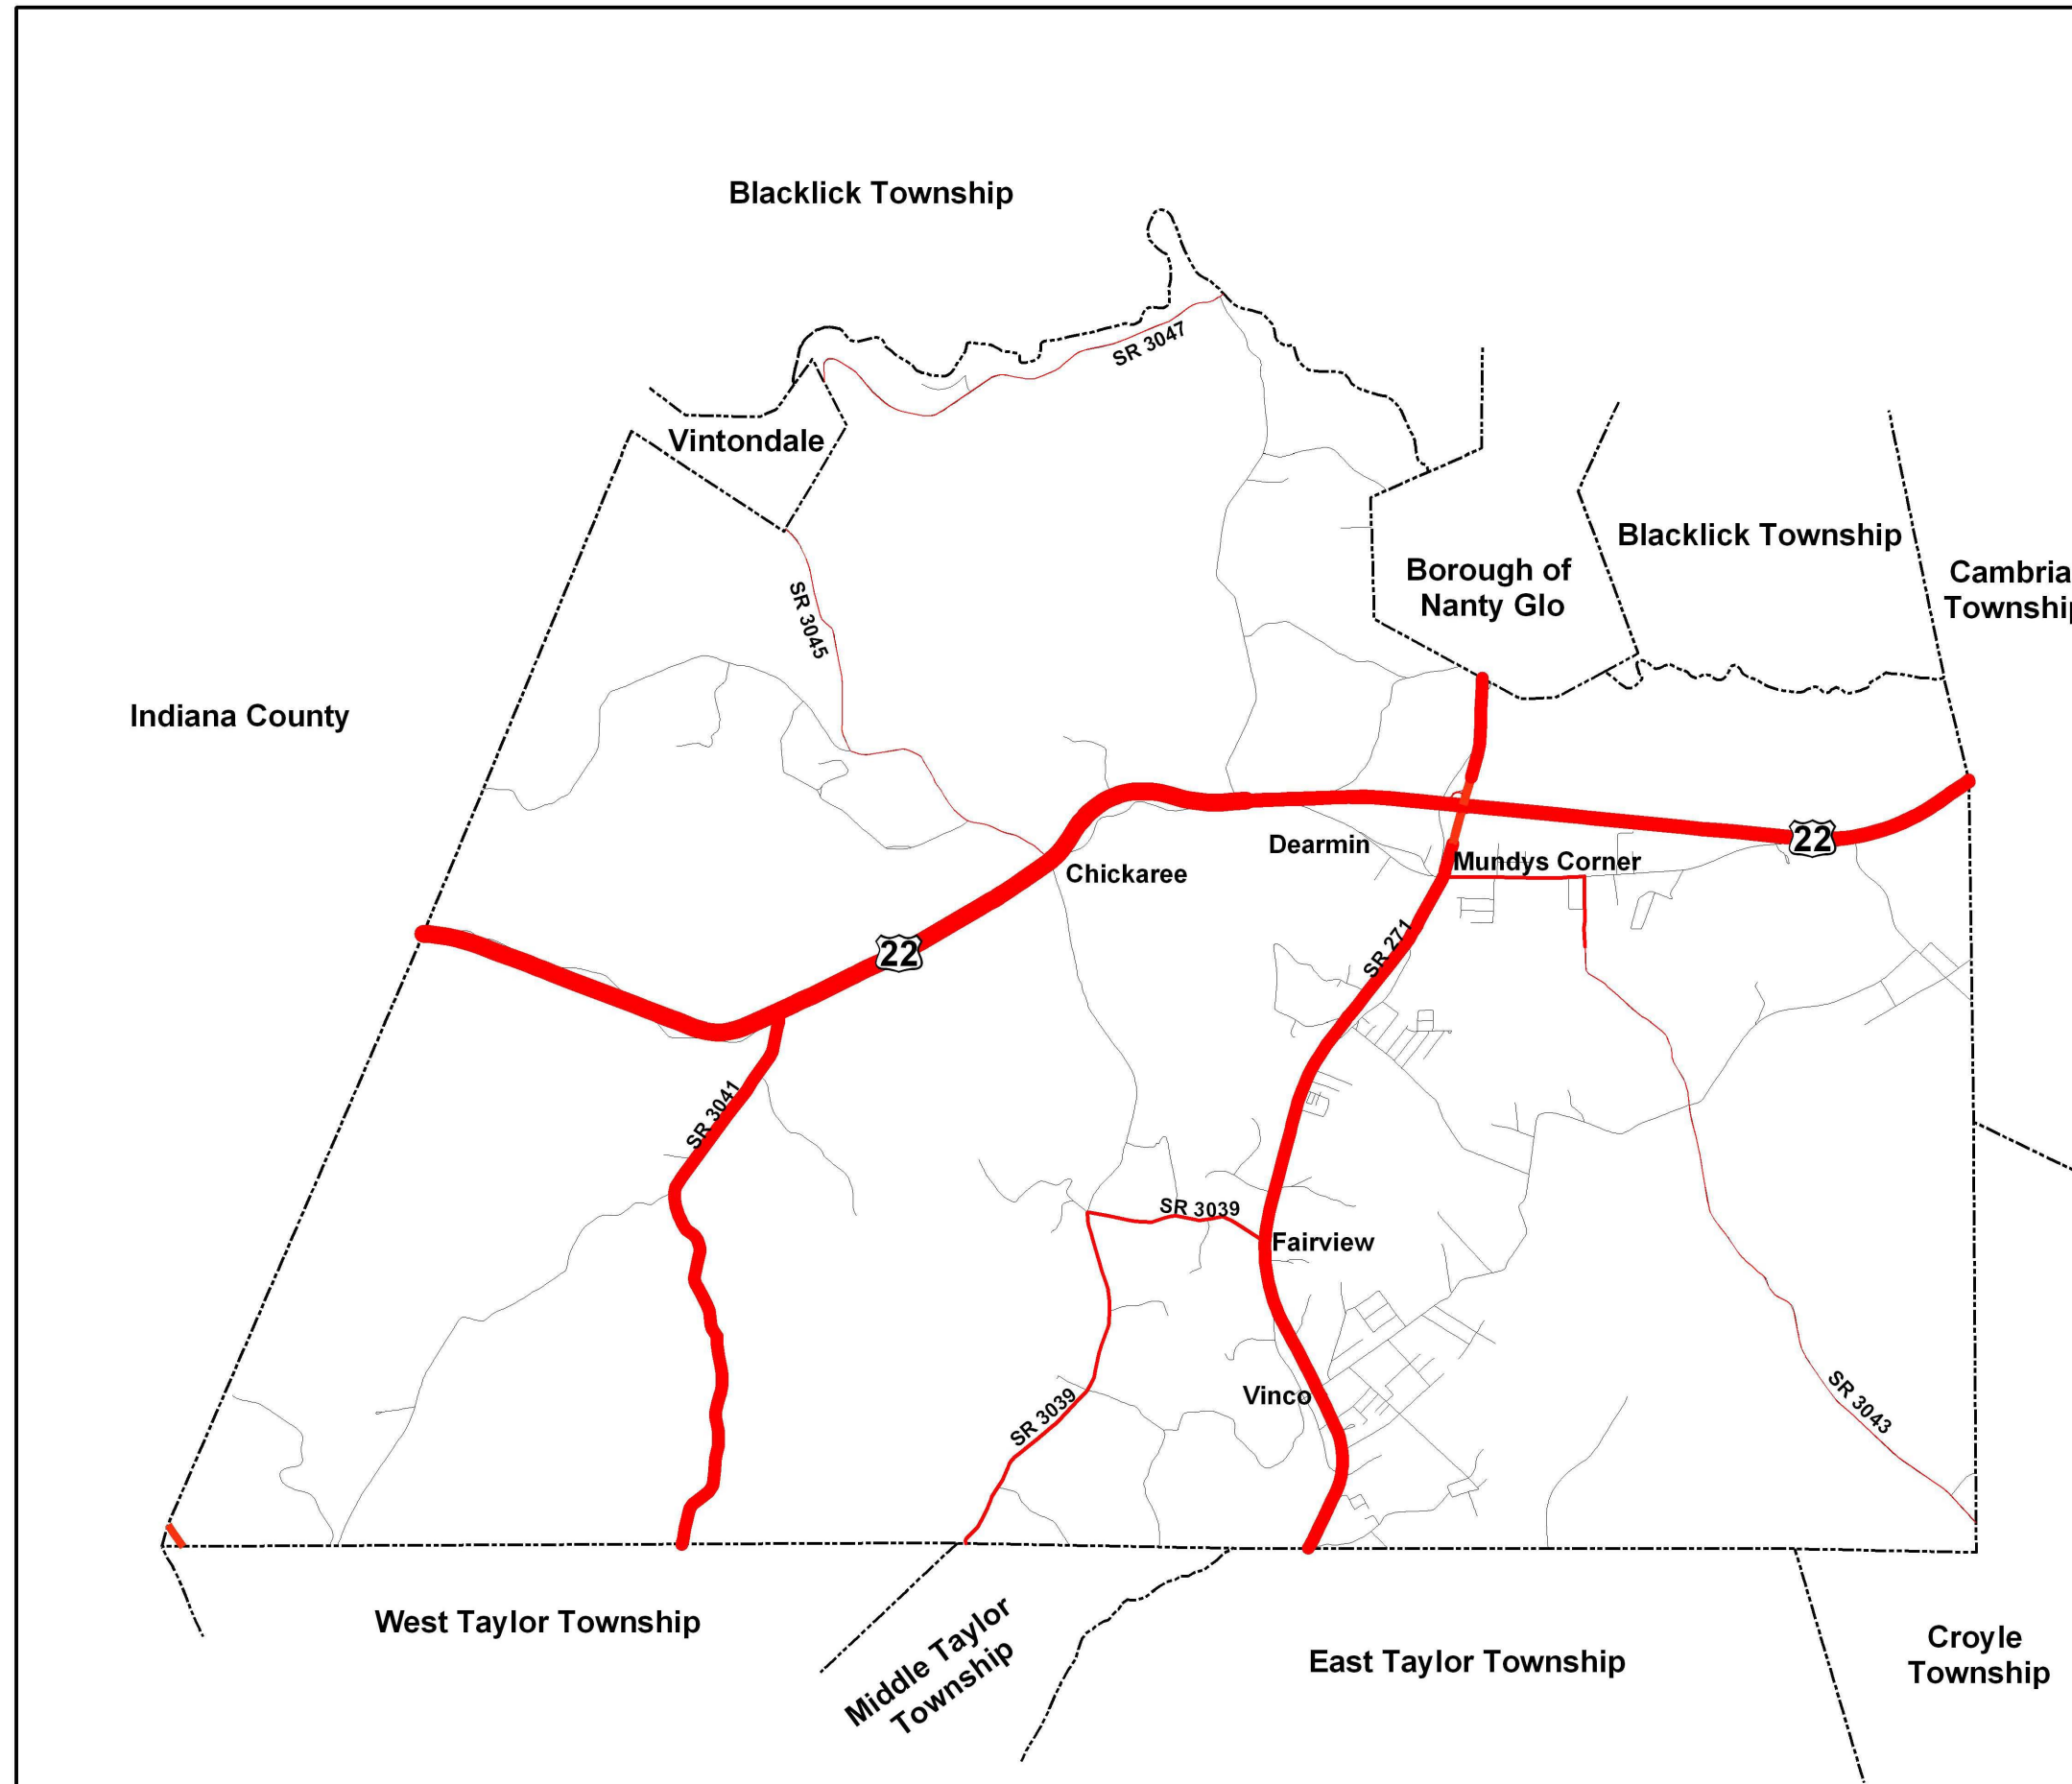 Blacklick Township
SR 3047
Vintondale
Blacklick Township
Borough of
Nanty Glo
Cambria
Township
SR 3045
Indiana County
22
Dearmin
Mundys Corner
Chickaree
SR 271
22
SR 3041
SR 3039
Fairview
Vinco
SR 3039
SR 3043
West Taylor Township
Middle Taylor
Township
East Taylor Township
Croyle
Township